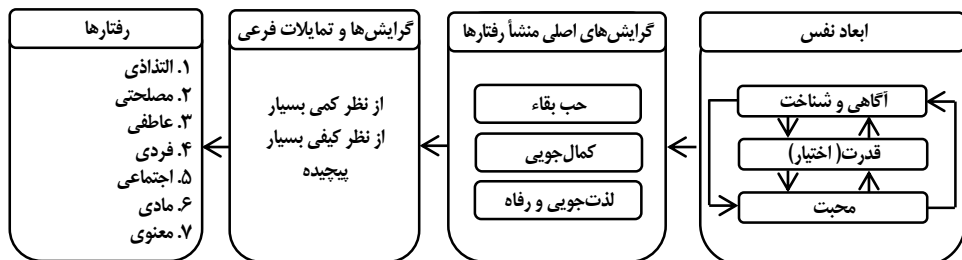 ابعاد نفس
آگاهی و شناخت
قدرت( اختیار)
محبت
گرایش‌های اصلی منشأ رفتارها
حب بقاء
کمال‌جویی
لذت‌جویی و رفاه
گرایش‌ها و تمایلات فرعی
از نظر کمی بسیار
از نظر کیفی بسیار
پیچیده
رفتارها
۱. التذاذی
۲. مصلحتی
۳. عاطفی
۴. فردی
۵. اجتماعی
۶. مادی
۷. معنوی